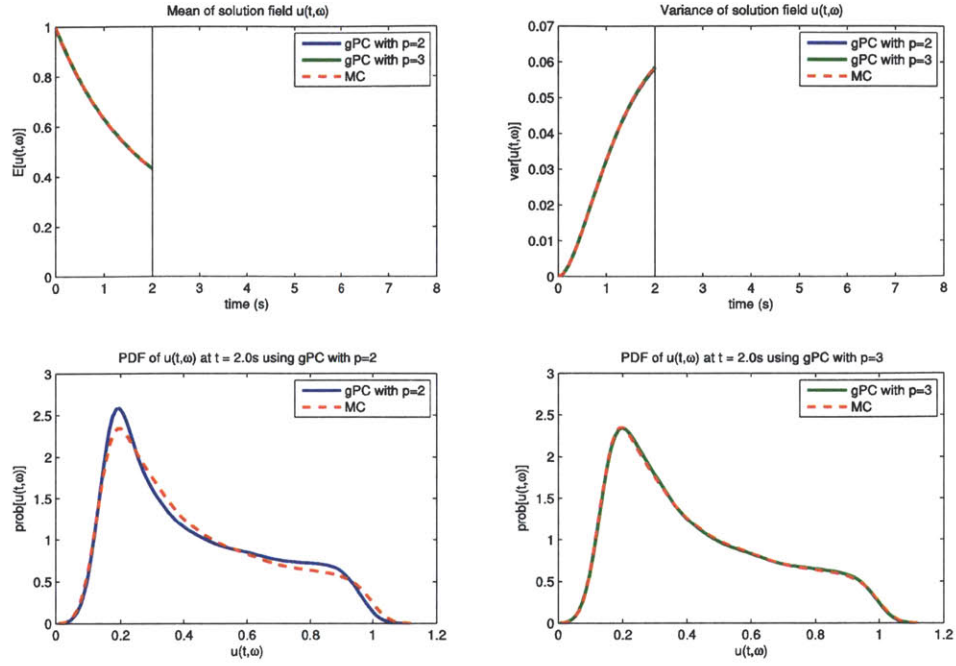 Mean of solution field u(t,ω)
E[u(t,ω)]
1
0.8
0.6
0.4
0.2
0
gPC with p=2
gPC with p=3
MC
0 1 2 3 4 5 6 7 8
time (s)
Variance of solution field u(t,ω)
var[u(t,ω)]
0.07
0.06
0.05
0.04
0.03
0.02
0.01
0
gPC with p=2
gPC with p=3
MC
0 1 2 3 4 5 6 7 8
time (s)
PDF of u(t,ω) at t = 2.0s using gPC with p=2
prob[u(t,ω)]
3
2.5
2
1.5
1
0.5
0
gPC with p=2
MC
0 0.2 0.4 0.6 0.8 1 1.2
u(t,ω)
PDF of u(t,ω) at t = 2.0s using gPC with p=3
prob[u(t,ω)]
3
2.5
2
1.5
1
0.5
0
gPC with p=3
MC
0 0.2 0.4 0.6 0.8 1 1.2
u(t,ω)